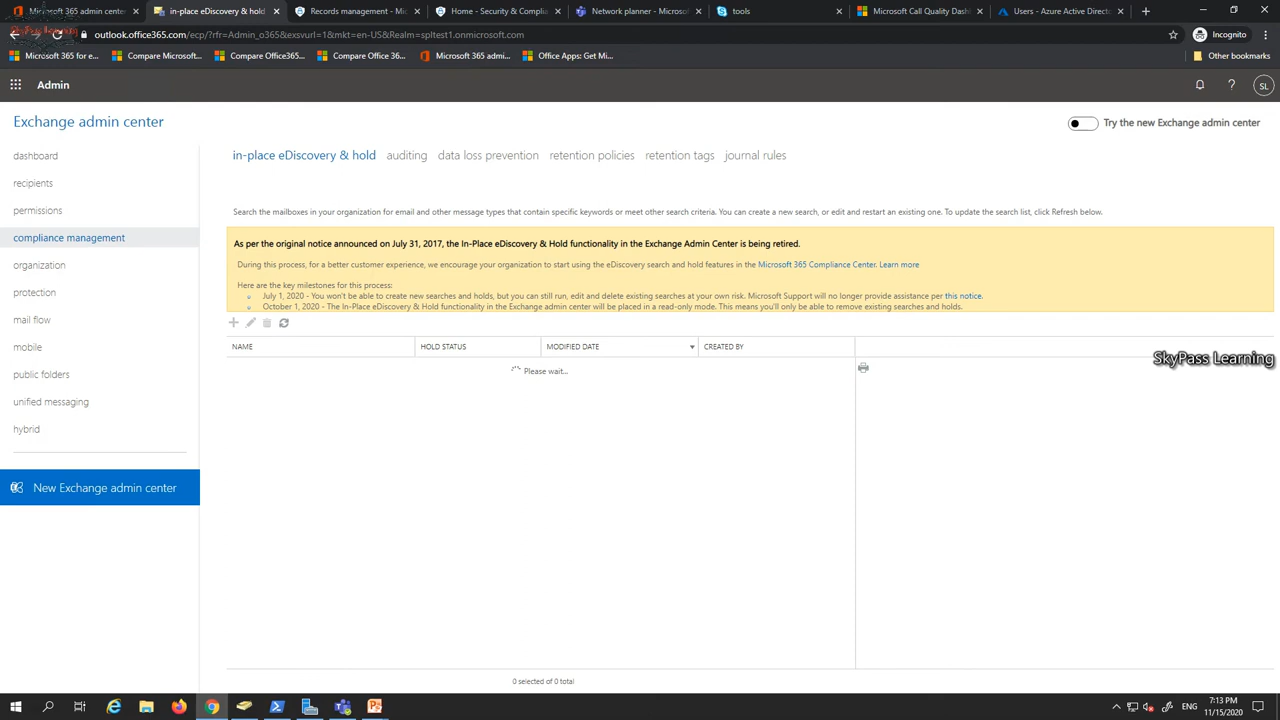 Microsoft 365 admin center
in-place eDiscovery & hold
Records management - Mic
Home - Security & Complian
Network planner - Microsof
tools
Microsoft Call Quality Dash
Users - Azure Active Directo
outlook.office365.com/ecp/?rfr=Admin_o365&exsvurl=1&mkt=en-US&Realm=spltest1.onmicrosoft.com
Incognito
Microsoft 365 for e...
Compare Microsoft...
Compare Office365...
Compare Office 36...
Microsoft 365 admi...
Office Apps: Get Mi...
Other bookmarks
Admin
SL
Exchange admin center
Try the new Exchange admin center
dashboard
recipients
permissions
compliance management
organization
protection
mail flow
mobile
public folders
unified messaging
hybrid
New Exchange admin center
in-place eDiscovery & hold auditing data loss prevention retention policies retention tags journal rules
Search the mailboxes in your organization for email and other message types that contain specific keywords or meet other search criteria. You can create a new search, or edit and restart an existing one. To update the search list, click Refresh below.
As per the original notice announced on July 31, 2017, the In-Place eDiscovery & Hold functionality in the Exchange Admin Center is being retired.
During this process, for a better customer experience, we encourage your organization to start using the eDiscovery search and hold features in the Microsoft 365 Compliance Center. Learn more
Here are the key milestones for this process:
July 1, 2020 - You won't be able to create new searches and holds, but you can still run, edit and delete existing searches at your own risk. Microsoft Support will no longer provide assistance per this notice.
October 1, 2020 - The In-Place eDiscovery & Hold functionality in the Exchange admin center will be placed in a read-only mode. This means you'll only be able to remove existing searches and holds.
NAME HOLD STATUS MODIFIED DATE CREATED BY
Please wait...
SkyPass Learning
0 selected of 0 total
ENG
7:13 PM
11/15/2020